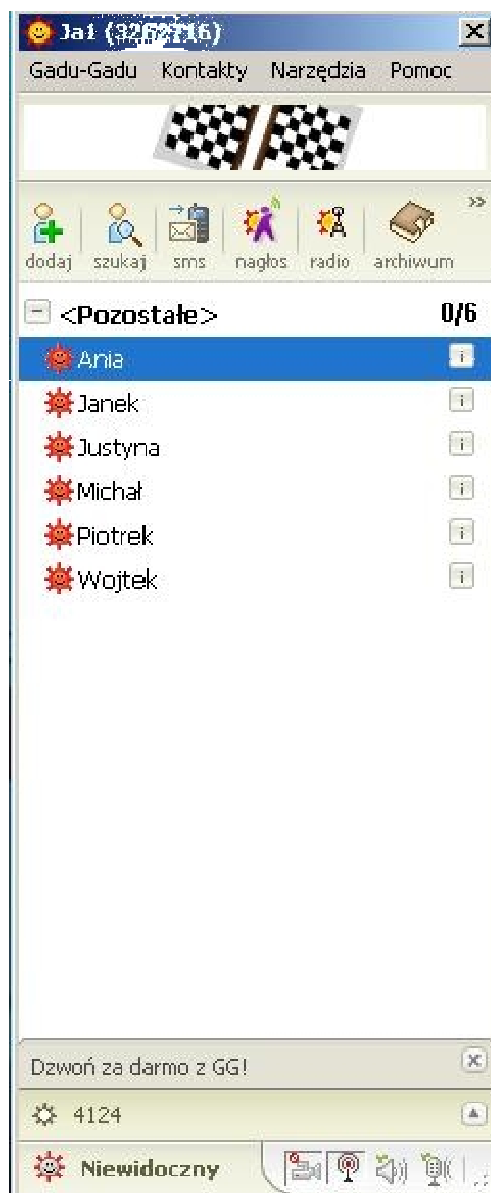 Gadu-Gadu Kontakty Narzędzia Pomoc
dodaj szukaj sms nagłos radio archiwum
<Pozostałe> 0/6
Ania
Janek
Justyna
Michał
Piotrek
Wojtek
Dzwoń za darmo z GG!
4124
Niewidoczny